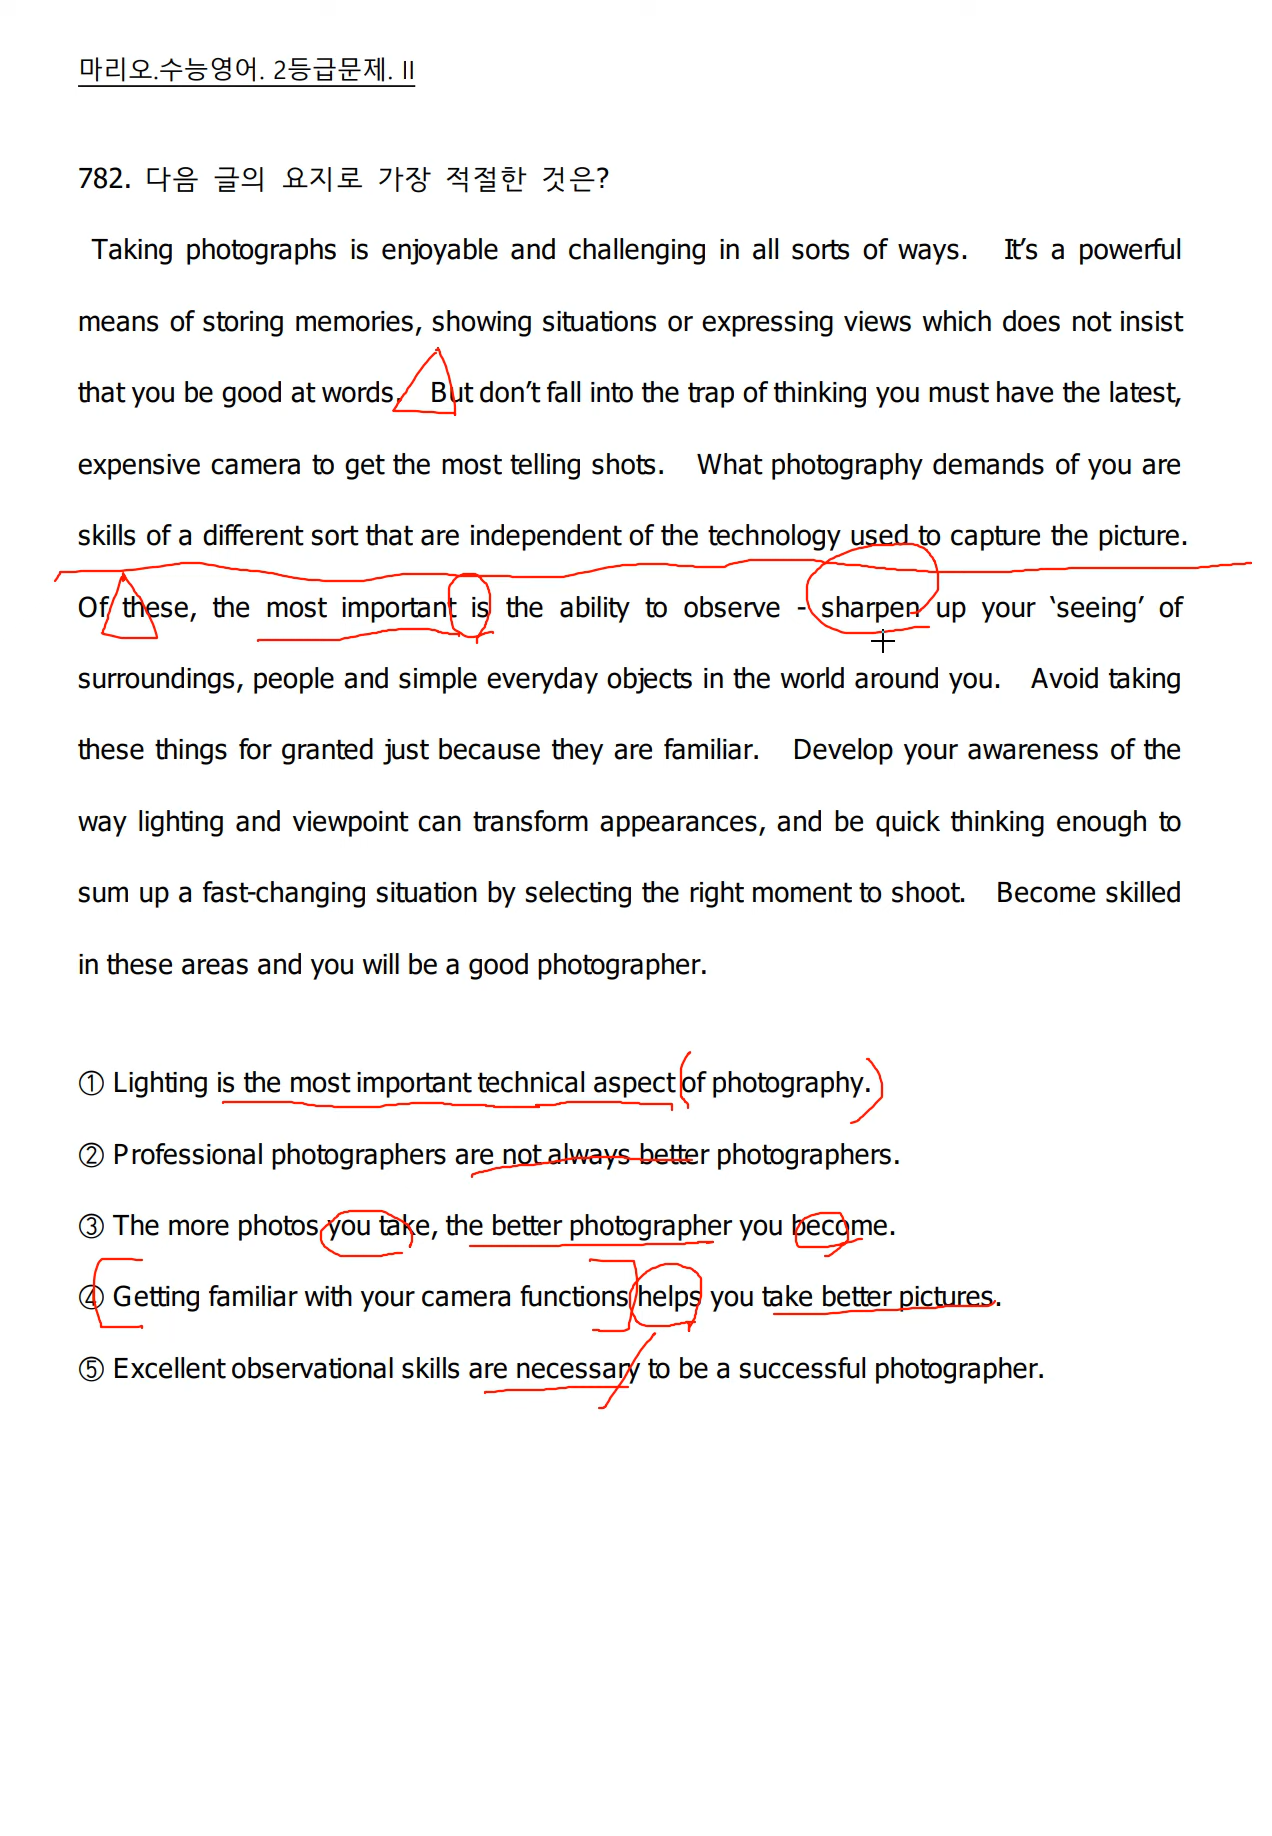 마리오.수능영어. 2등급문제. II
782. 다음 글의 요지로 가장 적절한 것은?
Taking photographs is enjoyable and challenging in all sorts of ways. It’s a powerful
means of storing memories, showing situations or expressing views which does not insist
that you be good at words. But don’t fall into the trap of thinking you must have the latest,
expensive camera to get the most telling shots. What photography demands of you are
skills of a different sort that are independent of the technology used to capture the picture.
Of these, the most important is the ability to observe - sharpen up your ‘seeing’ of
surroundings, people and simple everyday objects in the world around you. Avoid taking
these things for granted just because they are familiar. Develop your awareness of the
way lighting and viewpoint can transform appearances, and be quick thinking enough to
sum up a fast-changing situation by selecting the right moment to shoot. Become skilled
in these areas and you will be a good photographer.
① Lighting is the most important technical aspect of photography.
② Professional photographers are not always better photographers.
③ The more photos you take, the better photographer you become.
④ Getting familiar with your camera functions helps you take better pictures.
⑤ Excellent observational skills are necessary to be a successful photographer.